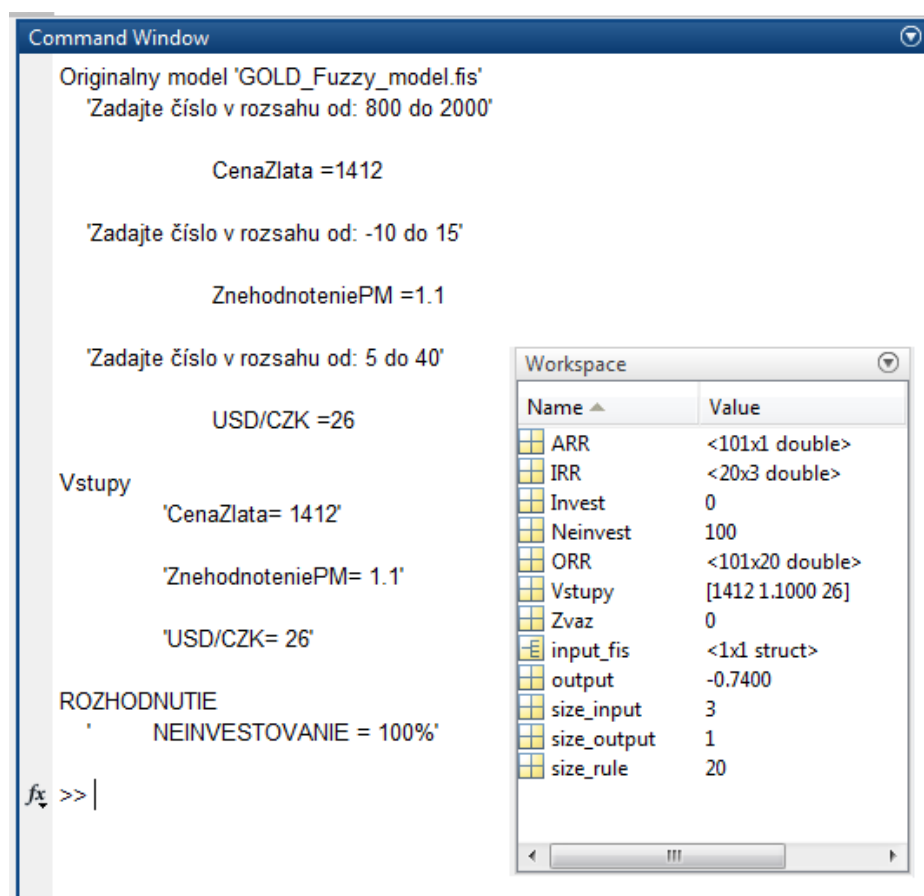 Command Window
Originalny model 'GOLD_Fuzzy_model.fis'
'Zadajte číslo v rozsahu od: 800 do 2000'
CenaZlata =1412
'Zadajte číslo v rozsahu od: -10 do 15'
ZnehodnoteniePM =1.1
'Zadajte číslo v rozsahu od: 5 do 40'
USD/CZK =26
Vstupy
'CenaZlata= 1412'
'ZnehodnoteniePM= 1.1'
'USD/CZK= 26'
ROZHODNUTIE
' NEINVESTOVANIE = 100%'
fx >>
Workspace
Name Value
ARR <101x1 double>
IRR <20x3 double>
Invest 0
Neinvest 100
ORR <101x20 double>
Vstupy [1412 1.1000 26]
Zvaz 0
input_fis <1x1 struct>
output -0.7400
size_input 3
size_output 1
size_rule 20